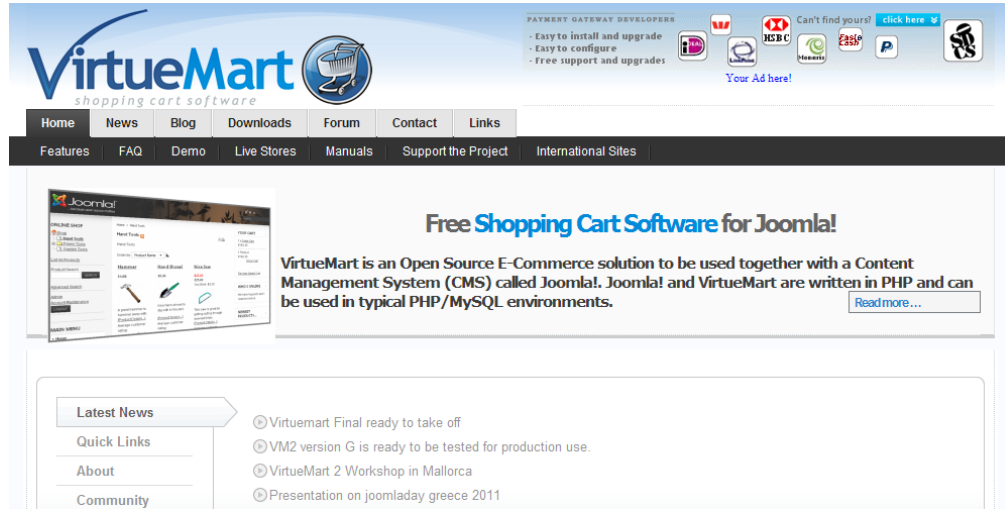 PAYMENT GATEWAY DEVELOPERS
- Easy to install and upgrade
- Easy to configure
- Free support and upgrades
Can't find yours? click here
HSBC
Moneris
Your Ad here!
VirtueMart
shopping cart software
Home News Blog Downloads Forum Contact Links
Features FAQ Demo Live Stores Manuals Support the Project International Sites
Joomla!
ONLINE SHOP
Hand Tools
Free Shopping Cart Software for Joomla!
VirtueMart is an Open Source E-Commerce solution to be used together with a Content
Management System (CMS) called Joomla!. Joomla! and VirtueMart are written in PHP and can
be used in typical PHP/MySQL environments.
Read more...
Latest News
Quick Links
About
Community
Virtuemart Final ready to take off
VM2 version G is ready to be tested for production use.
VirtueMart 2 Workshop in Mallorca
Presentation on joomladay greece 2011